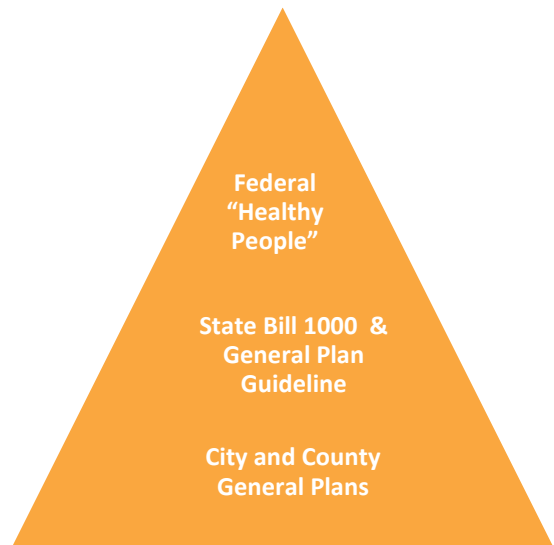 Federal
“Healthy
People”
State Bill 1000 &
General Plan
Guideline
City and County
General Plans